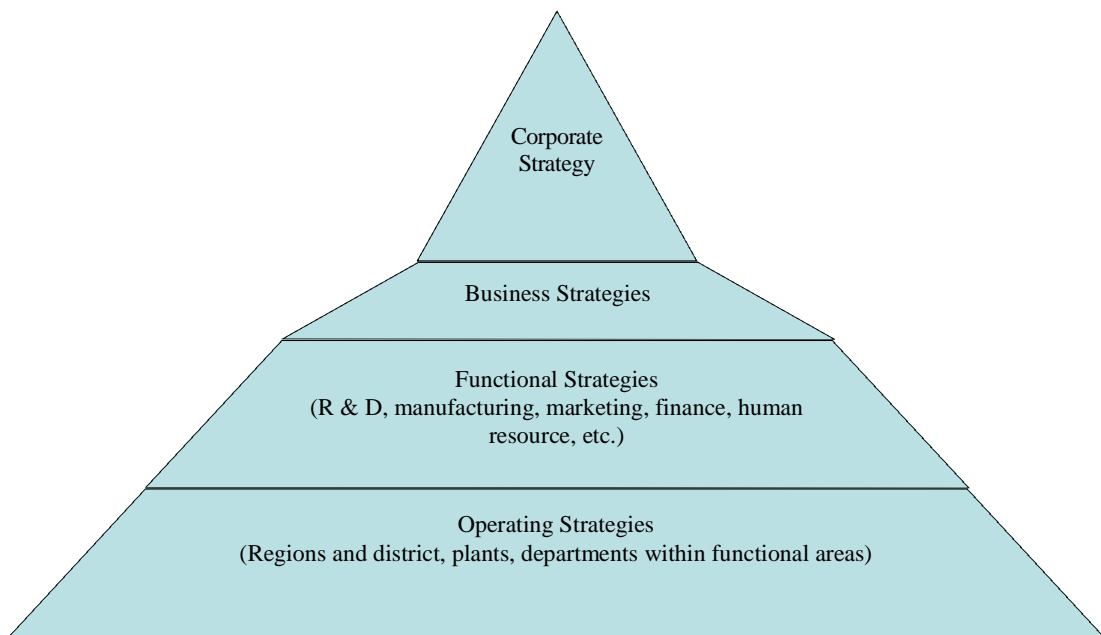 Corporate
Strategy
Business Strategies
Functional Strategies
(R & D, manufacturing, marketing, finance, human
resource, etc.)
Operating Strategies
(Regions and district, plants, departments within functional areas)